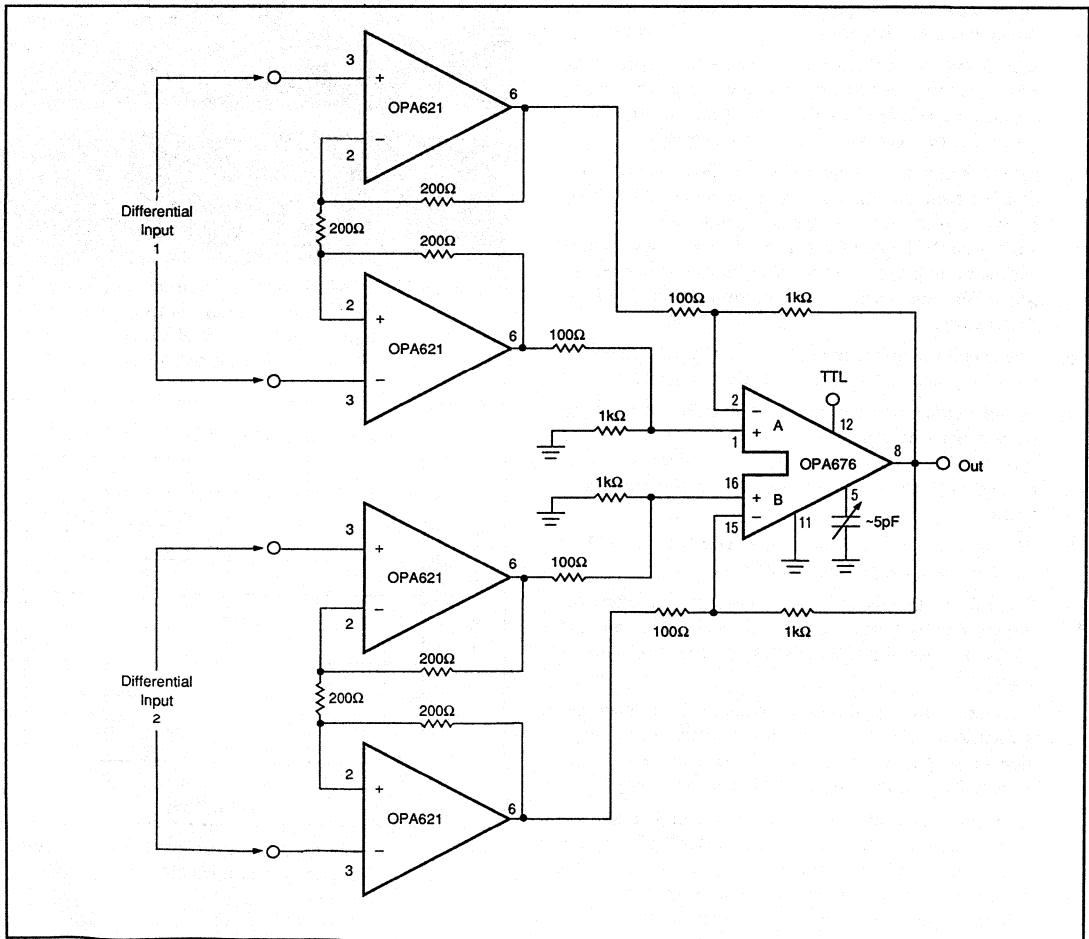 3
+
6
OPA621
−
2
200Ω
Differential
Input
1
200Ω
200Ω
2
+
6
OPA621
100Ω
−
3
100Ω
1kΩ
TTL
12
2
−
A
1kΩ
1
+
8
OPA676
Out
1kΩ
16
+
B
5
15
−
11
~5pF
3
+
6
OPA621
100Ω
−
2
100Ω
1kΩ
200Ω
Differential
Input
2
200Ω
200Ω
2
+
6
OPA621
−
3